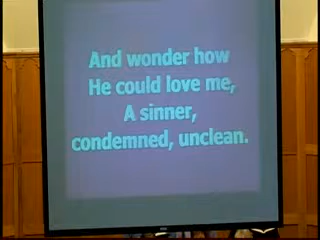 And wonder how
He could love me,
A sinner,
condemned, unclean.